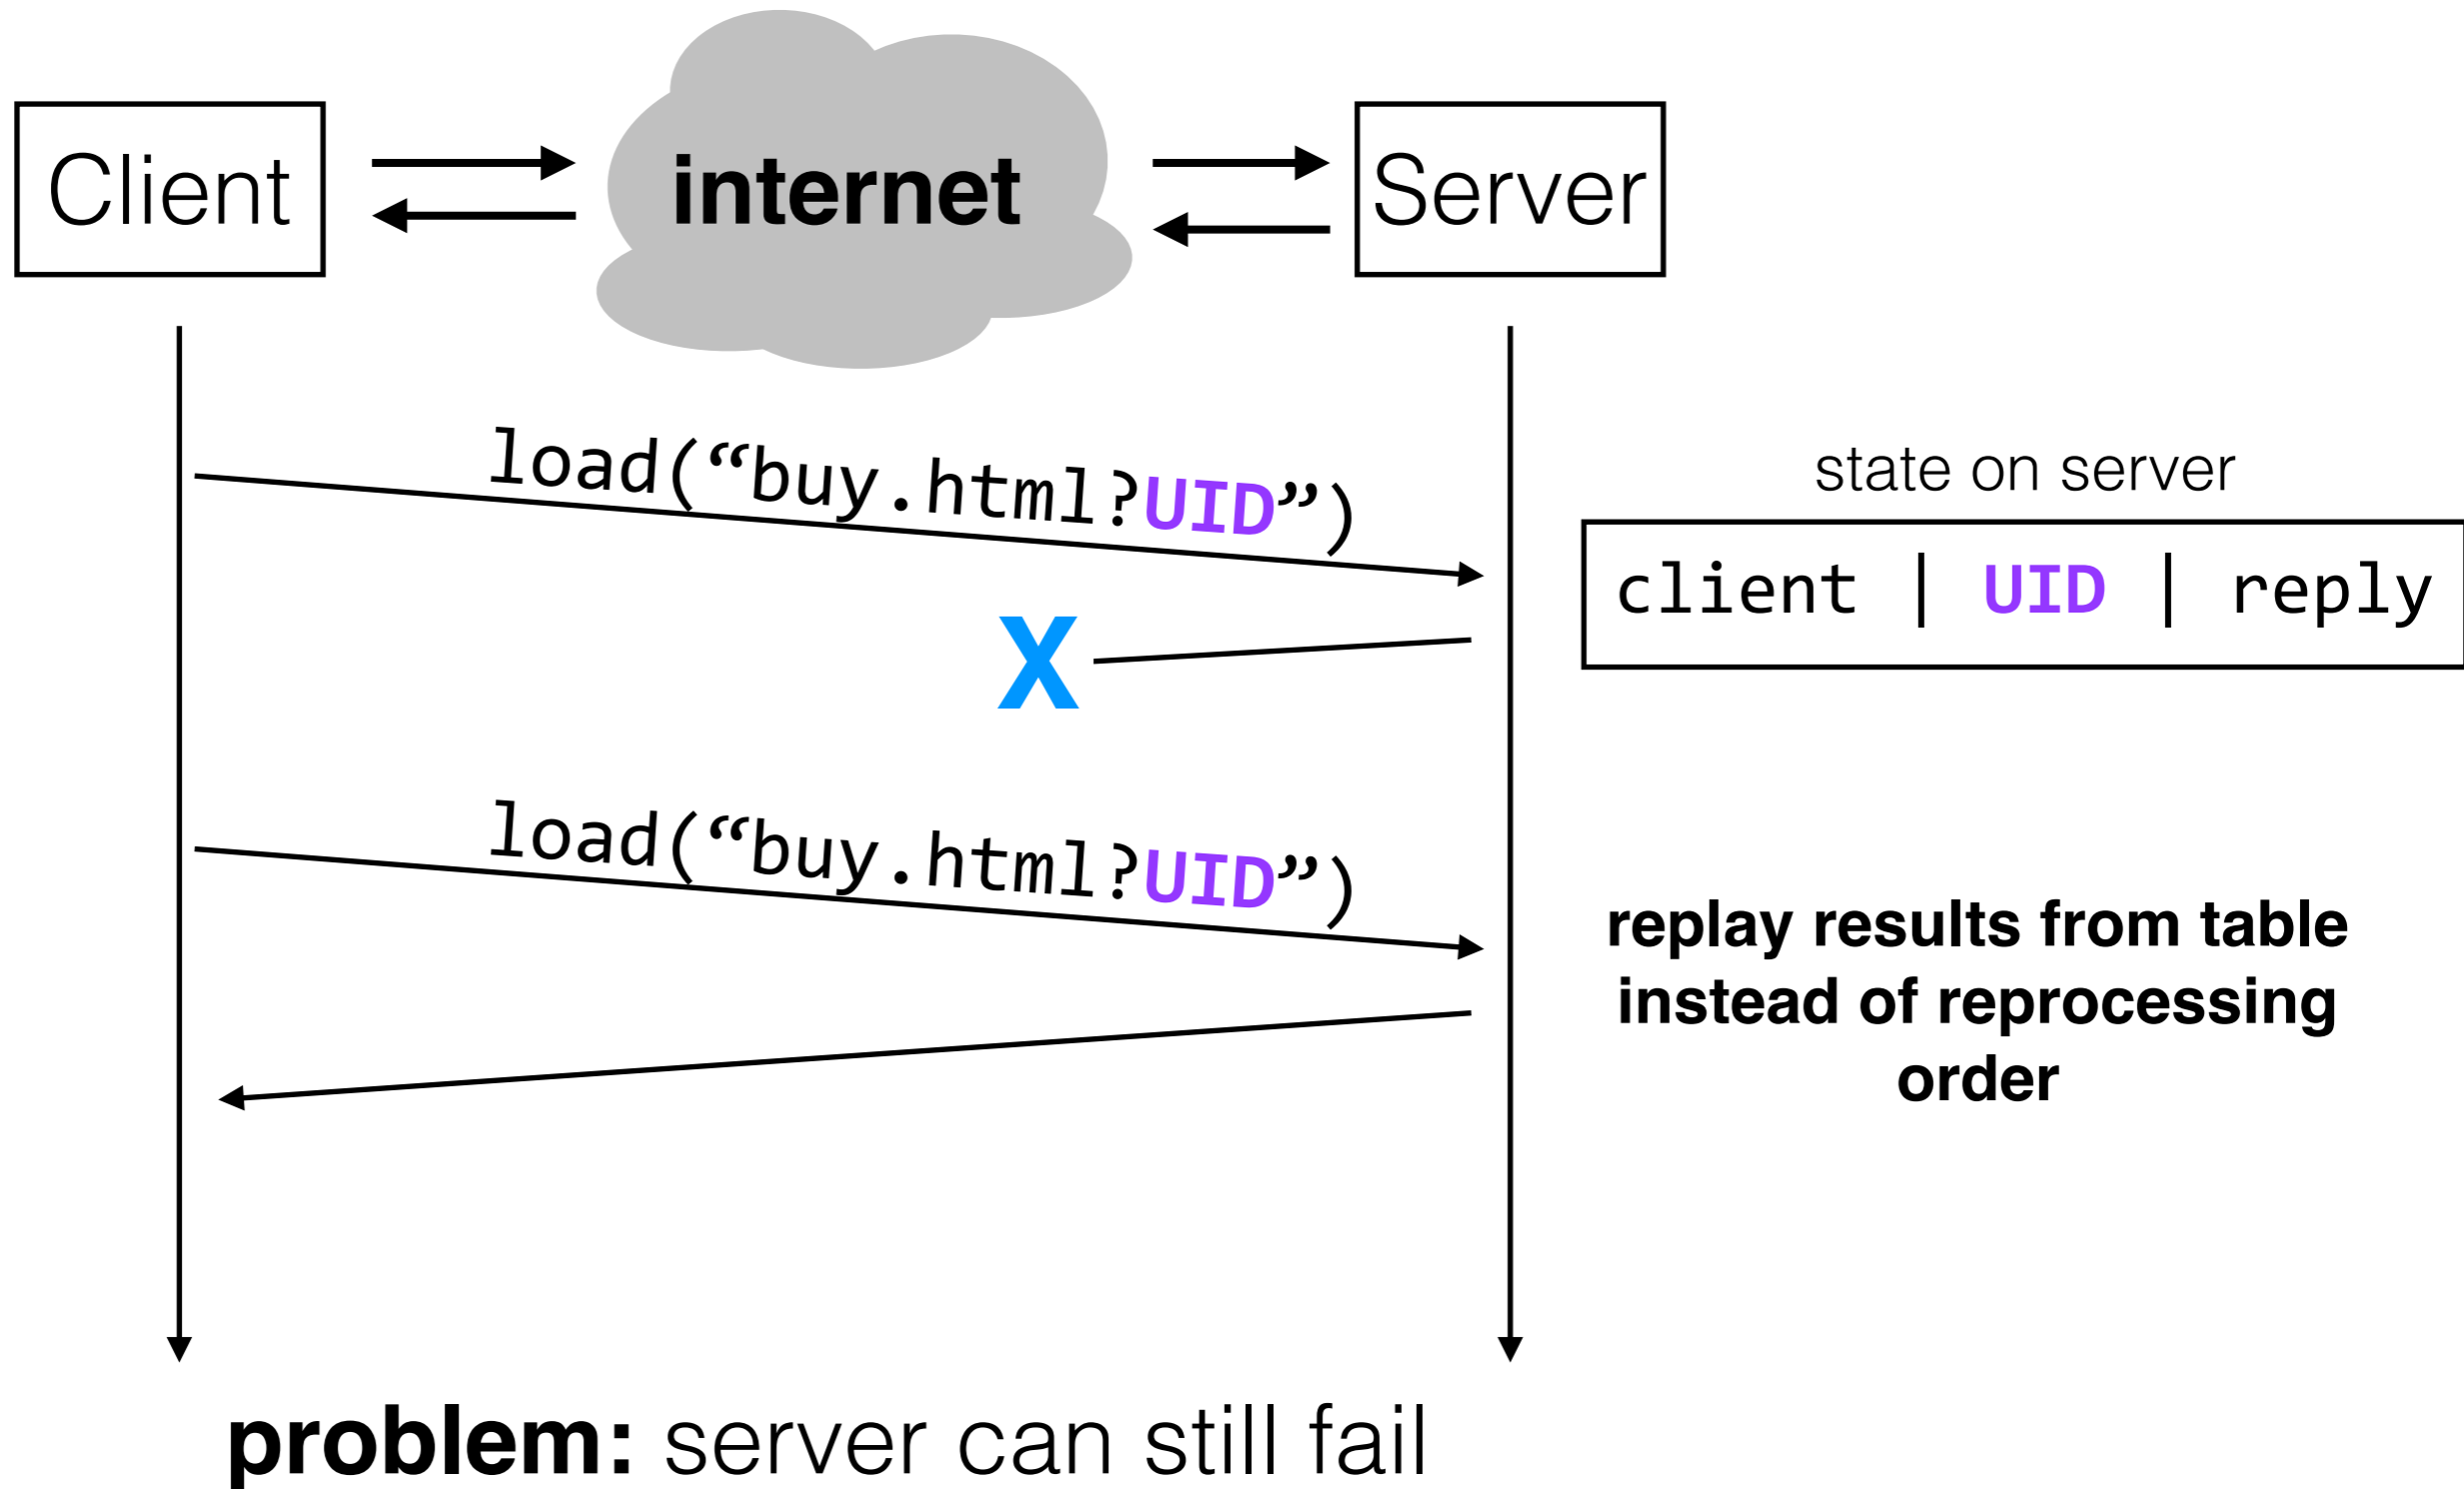 Client
internet
Server
load(“buy.html?UID”)
state on server
client | UID | reply
X
load(“buy.html?UID”)
replay results from table
instead of reprocessing
order
problem: server can still fail